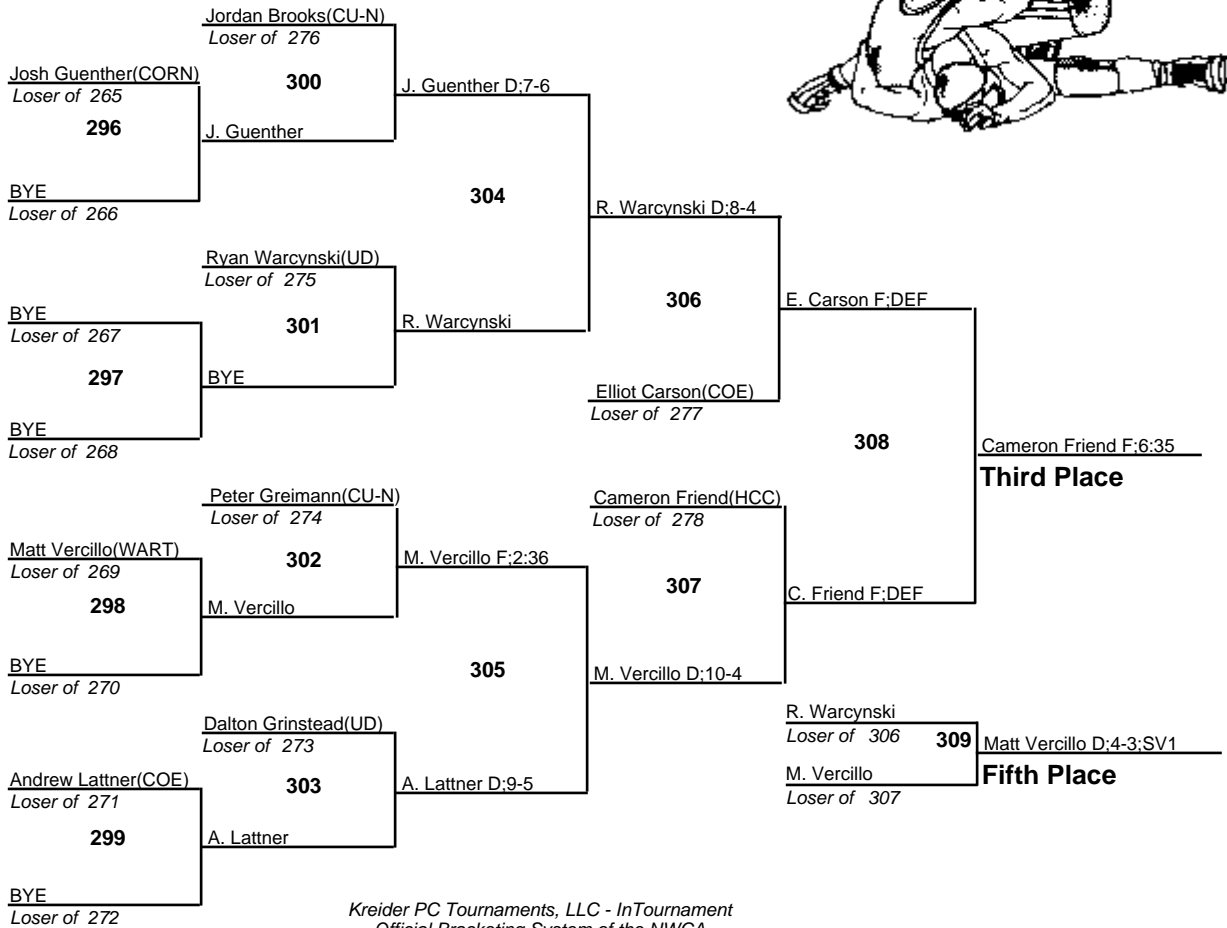 Jordan Brooks(CU-N)
Loser of 276
Josh Guenther(CORN)
Loser of 265
300
J. Guenther D;7-6
296
J. Guenther
BYE
Loser of 266
304
R. Warcynski D;8-4
Ryan Warcynski(UD)
Loser of 275
BYE
Loser of 267
301
R. Warcynski
306
E. Carson F;DEF
297
BYE
Elliot Carson(COE)
Loser of 277
BYE
Loser of 268
308
Cameron Friend F;6:35
Third Place
Peter Greimann(CU-N)
Loser of 274
Cameron Friend(HCC)
Loser of 278
Matt Vercillo(WART)
Loser of 269
302
M. Vercillo F;2:36
298
M. Vercillo
307
C. Friend F;DEF
BYE
Loser of 270
305
M. Vercillo D;10-4
Dalton Grinstead(UD)
Loser of 273
R. Warcynski
Loser of 306
309
Matt Vercillo D;4-3;SV1
Fifth Place
M. Vercillo
Loser of 307
Andrew Lattner(COE)
Loser of 271
303
A. Lattner D;9-5
299
A. Lattner
BYE
Loser of 272
Kreider PC Tournaments, LLC - InTournament
Official Bracketing System of the NWCA